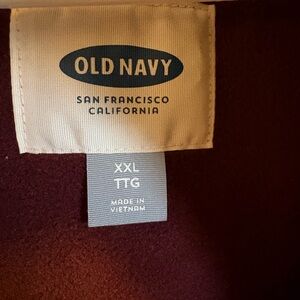 OLD NAVY
SAN FRANCISCO
CALIFORNIA
XXL
TTG
MADE IN
VIETNAM